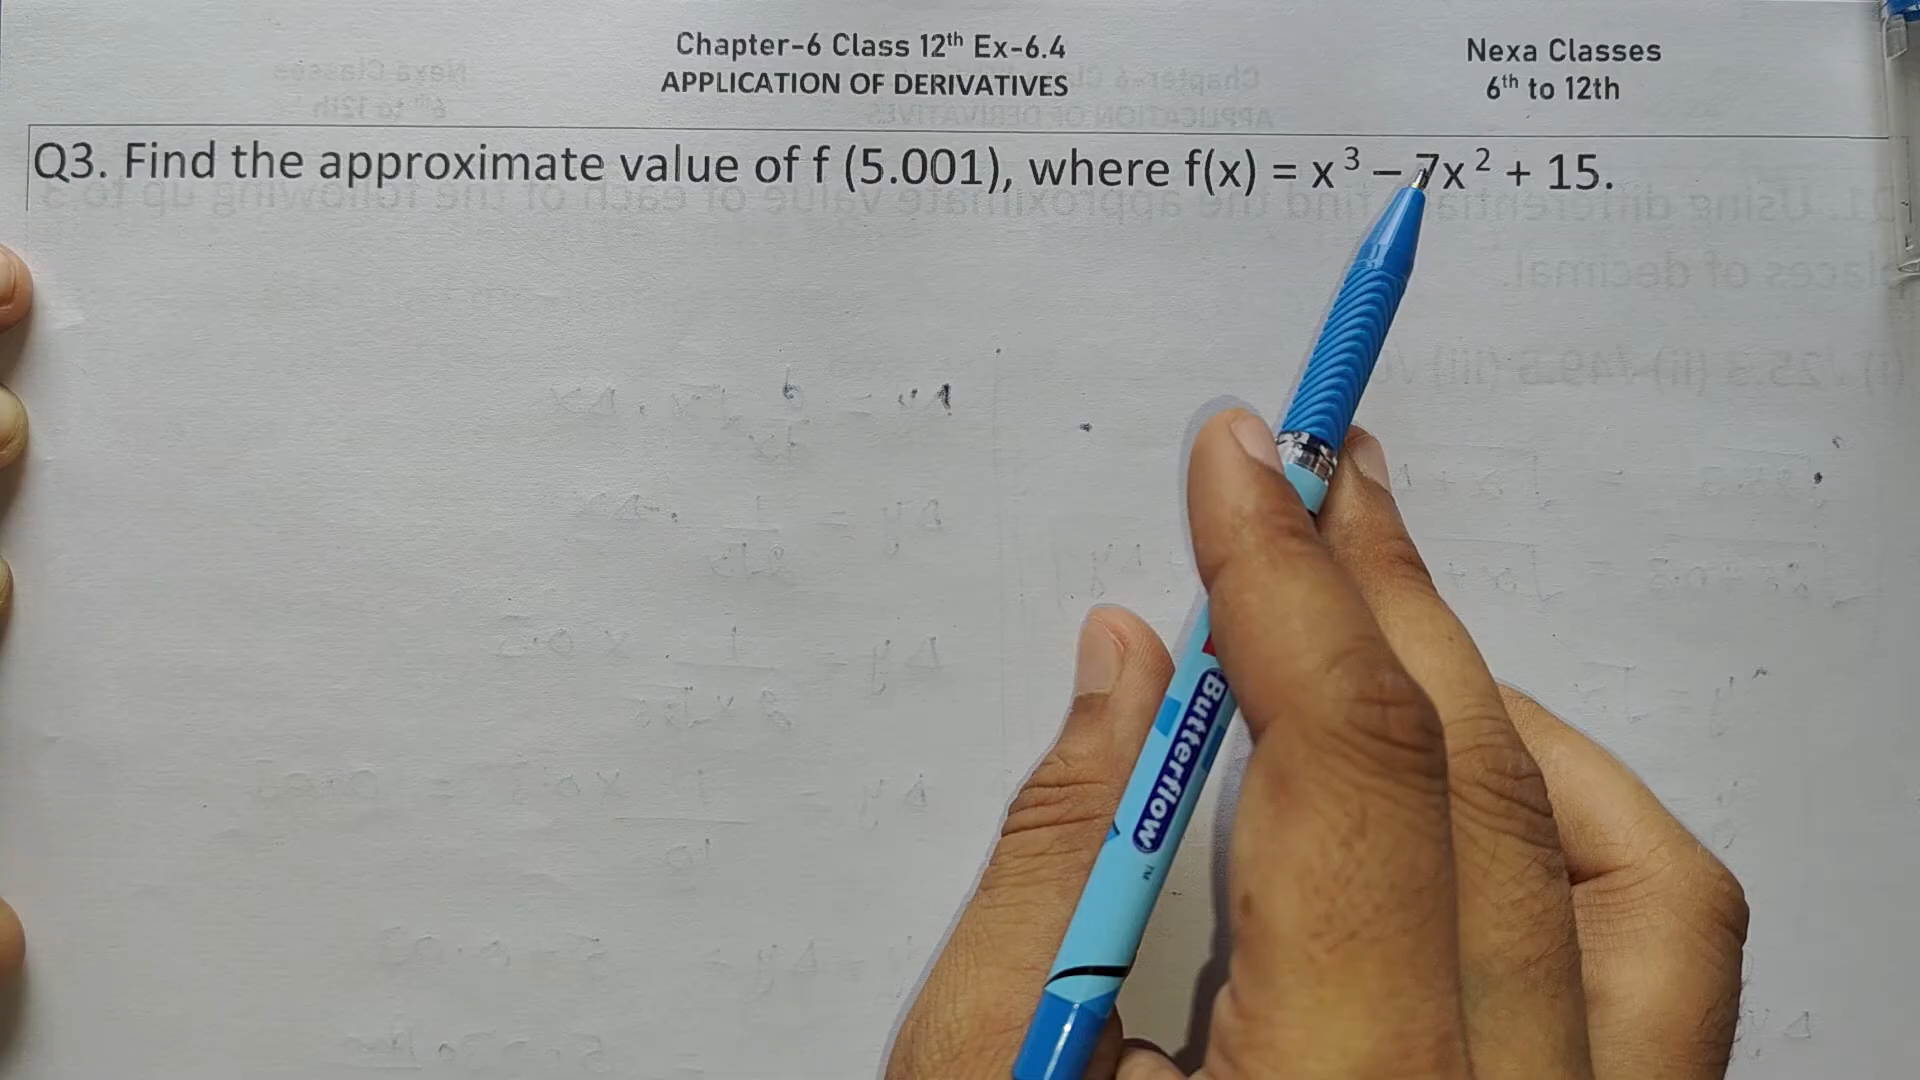 Chapter-6 Class 12th Ex-6.4
APPLICATION OF DERIVATIVES
Nexa Classes
6th to 12th
Q3. Find the approximate value of f (5.001), where f(x) = x³ – 7x² + 15.
Butterflow™